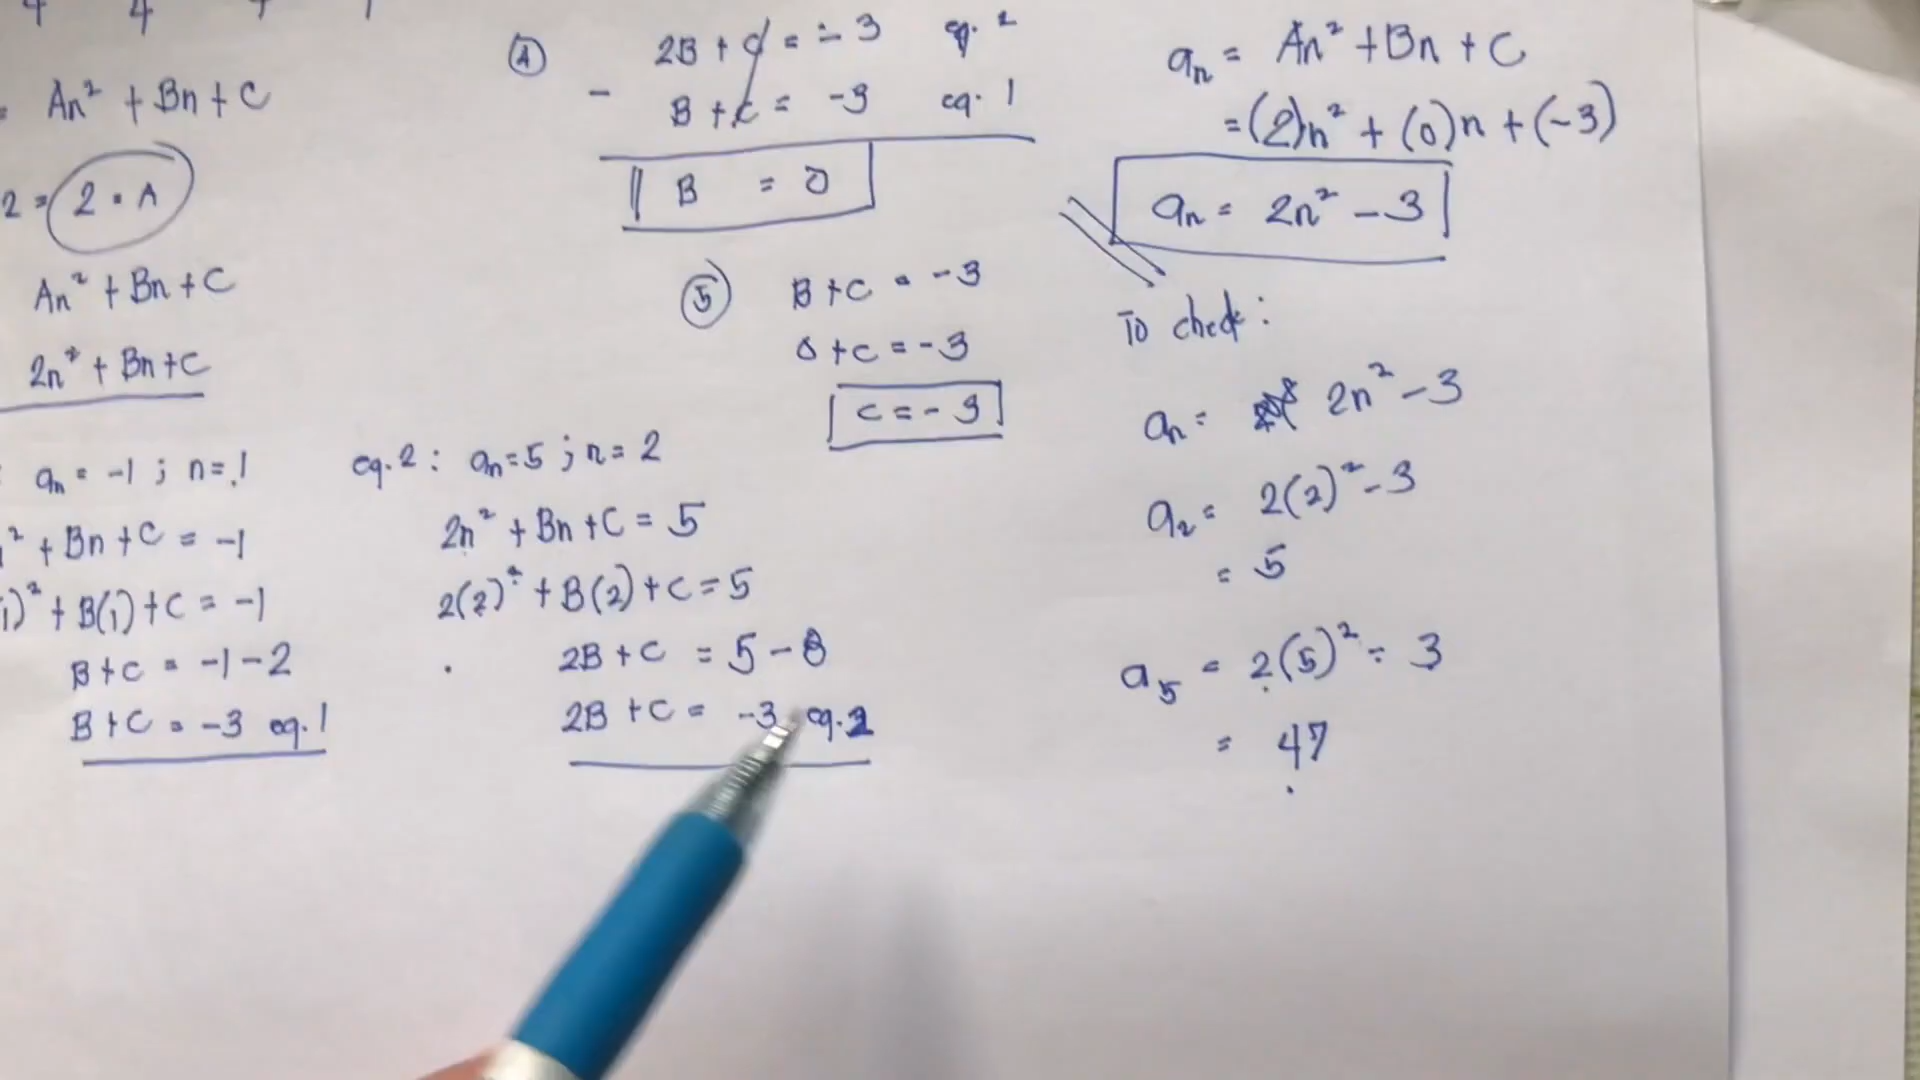 4 4 4
= An² + Bn + C
2 = 2 · A
An² + Bn + C
2n² + Bn + C
aₙ = -1 ; n = 1
² + Bn + C = -1
1)² + B(1) + C = -1
B + C = -1 - 2
B + C = -3 eq. 1
eq. 2 : aₙ = 5 ; n = 2
2n² + Bn + C = 5
2(2)² + B(2) + C = 5
2B + C = 5 - 8
2B + C = -3 eq. 2
④ 2B + C = -3 eq. 2
- B + C = -3 eq. 1
B = 0
⑤ B + C = -3
0 + C = -3
C = -3
aₙ = An² + Bn + C
= (2)n² + (0)n + (-3)
aₙ = 2n² - 3
To check :
aₙ = 2n² - 3
a₂ = 2(2)² - 3
= 5
a₅ = 2(5)² - 3
= 47